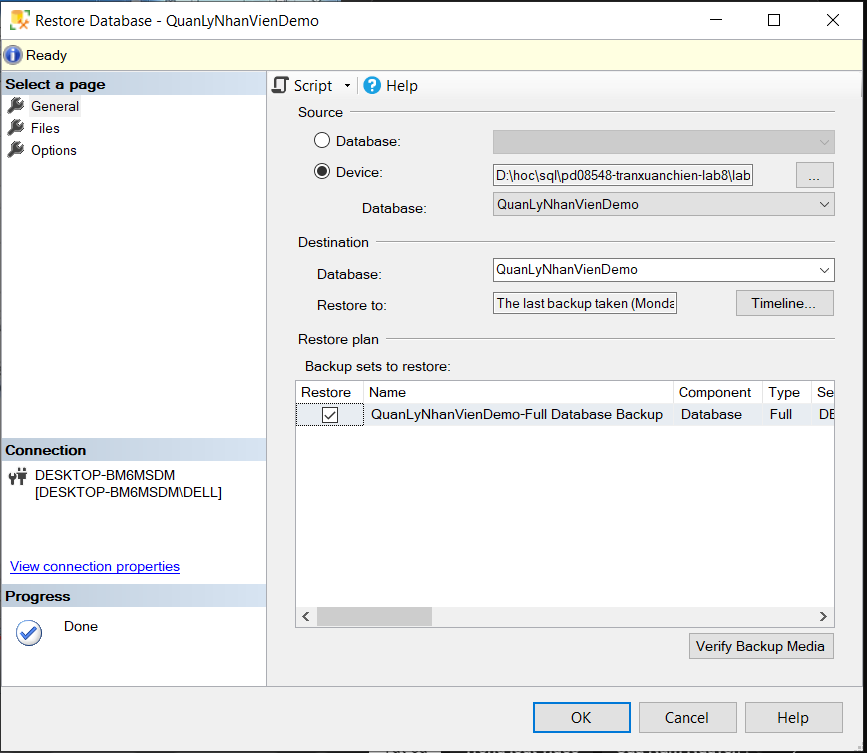 Restore Database - QuanLyNhanVienDemo
Ready
Select a page
General
Files
Options
Script
Help
Source
Database:
Device:
D:\hoc\sql\pd08548-tranxuanchien-lab8\lab
...
Database:
QuanLyNhanVienDemo
Destination
Database:
QuanLyNhanVienDemo
Restore to:
The last backup taken (Monda
Timeline...
Restore plan
Backup sets to restore:
Restore Name Component Type Se
QuanLyNhanVienDemo-Full Database Backup Database Full DE
Verify Backup Media
Connection
DESKTOP-BM6MSDM
[DESKTOP-BM6MSDM\DELL]
View connection properties
Progress
Done
OK
Cancel
Help